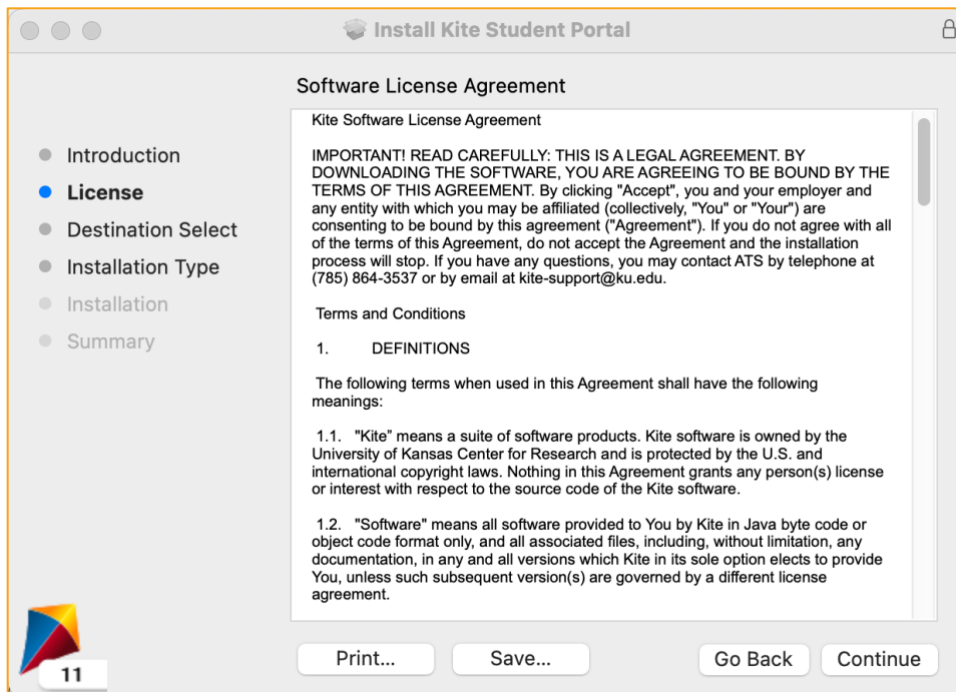 Install Kite Student Portal
Software License Agreement
Introduction
License
Destination Select
Installation Type
Installation
Summary
Kite Software License Agreement
IMPORTANT! READ CAREFULLY: THIS IS A LEGAL AGREEMENT. BY
DOWNLOADING THE SOFTWARE, YOU ARE AGREEING TO BE BOUND BY THE
TERMS OF THIS AGREEMENT. By clicking "Accept", you and your employer and
any entity with which you may be affiliated (collectively, "You" or "Your") are
consenting to be bound by this agreement ("Agreement"). If you do not agree with all
of the terms of this Agreement, do not accept the Agreement and the installation
process will stop. If you have any questions, you may contact ATS by telephone at
(785) 864-3537 or by email at kite-support@ku.edu.
Terms and Conditions
1. DEFINITIONS
The following terms when used in this Agreement shall have the following
meanings:
1.1. "Kite” means a suite of software products. Kite software is owned by the
University of Kansas Center for Research and is protected by the U.S. and
international copyright laws. Nothing in this Agreement grants any person(s) license
or interest with respect to the source code of the Kite software.
1.2. "Software" means all software provided to You by Kite in Java byte code or
object code format only, and all associated files, including, without limitation, any
documentation, in any and all versions which Kite in its sole option elects to provide
You, unless such subsequent version(s) are governed by a different license
agreement.
11
Print...
Save...
Go Back
Continue